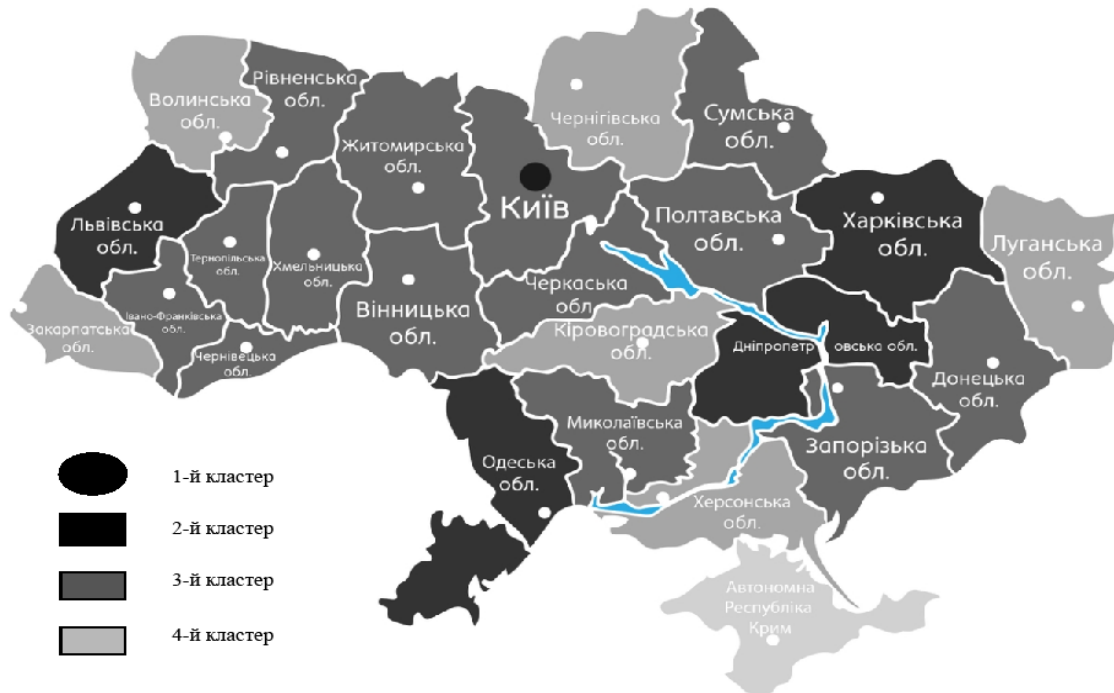 Волинська
обл.
Рівненська
обл.
Житомирська
обл.
Київ
Чернігівська
обл.
Сумська
обл.
Львівська
обл.
Тернопільська
обл.
Хмельницька
обл.
Вінницька
обл.
Черкаська
обл
Полтавська
обл.
Харківська
обл.
Луганська
обл.
Закарпатська
обл.
Івано-Франківська
обл.
Чернівецька
обл.
Кіровоградська
обл.
Дніпропетр
овська обл.
Донецька
обл.
Одеська
обл.
Миколаївська
обл.
Запорізька
обл.
Херсонська
обл.
Автономна
Республіка
Крим
1-й кластер
2-й кластер
3-й кластер
4-й кластер